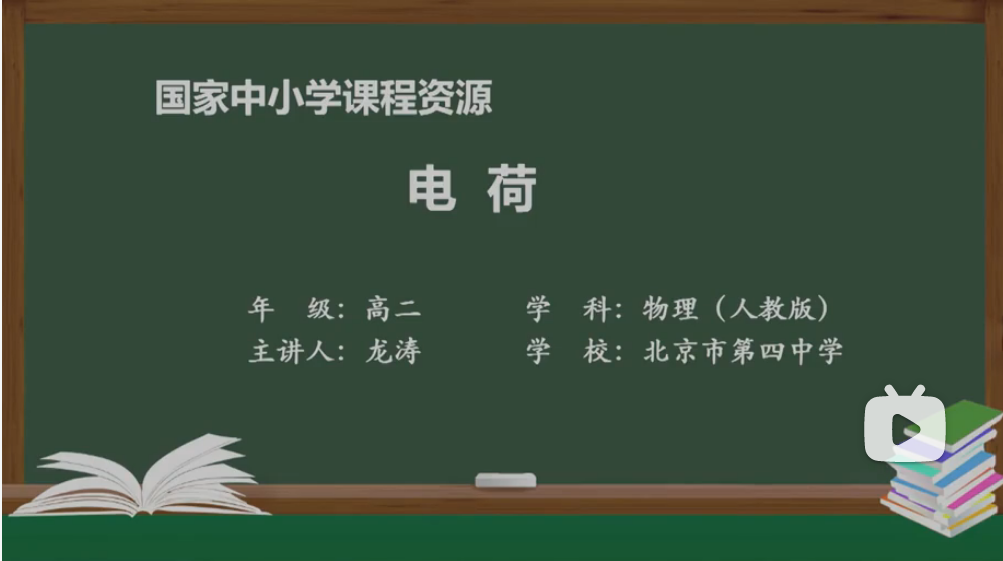 国家中小学课程资源
电 荷
年 级：高二 学 科：物理（人教版）
主讲人：龙涛 学 校：北京市第四中学